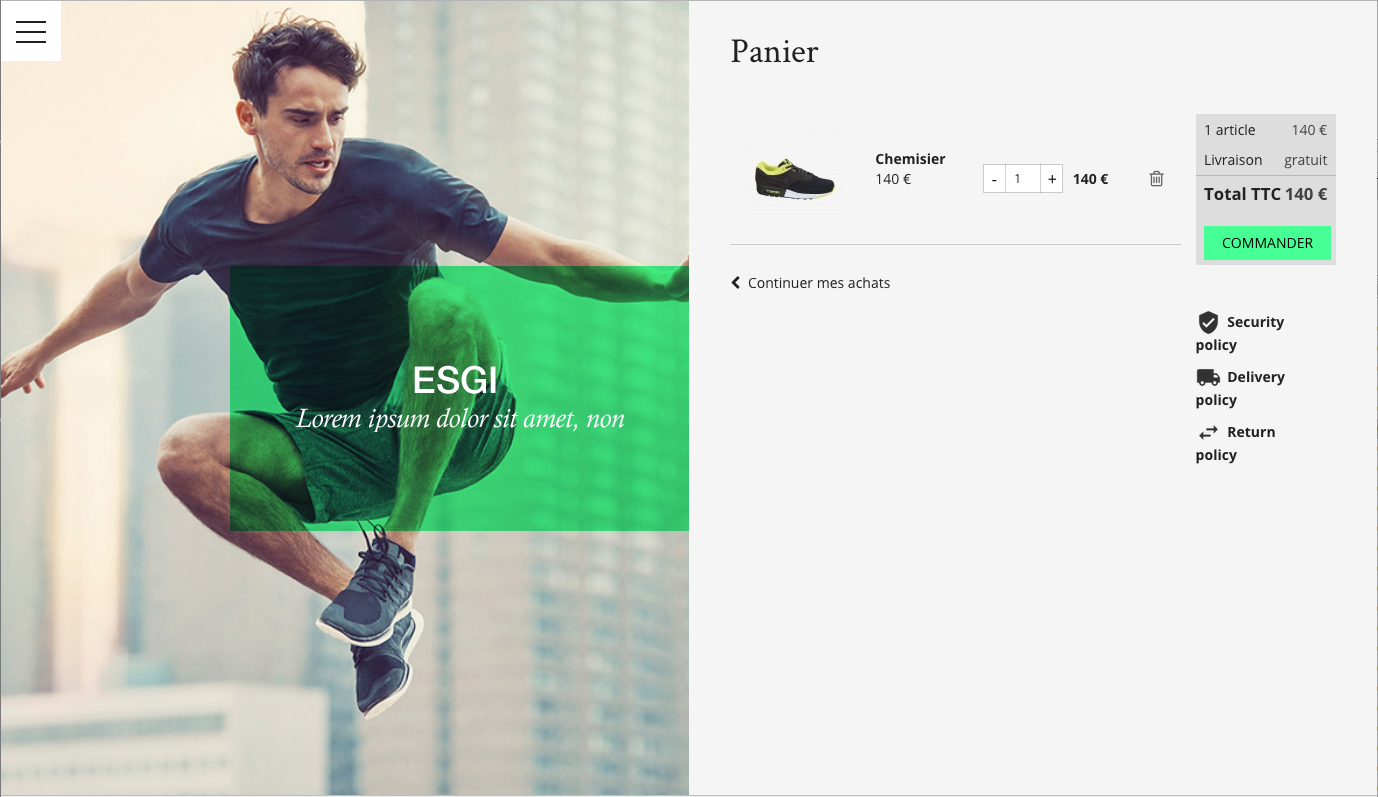 ESGI
Lorem ipsum dolor sit amet, non
Panier
Chemisier
140 €
- 1 + 140 €
1 article 140 €
Livraison gratuit
Total TTC 140 €
COMMANDER
Continuer mes achats
Security
policy
Delivery
policy
Return
policy